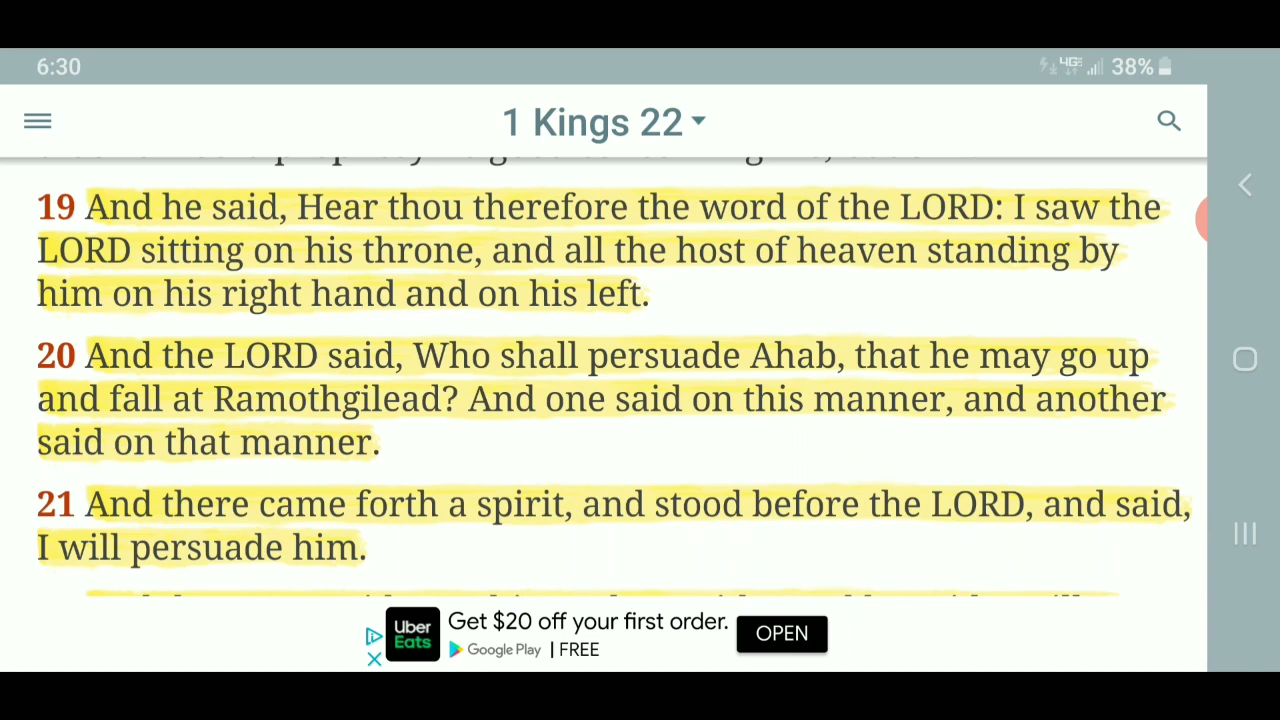 6:30
4G
38%
1 Kings 22
19 And he said, Hear thou therefore the word of the LORD: I saw the
LORD sitting on his throne, and all the host of heaven standing by
him on his right hand and on his left.
20 And the LORD said, Who shall persuade Ahab, that he may go up
and fall at Ramothgilead? And one said on this manner, and another
said on that manner.
21 And there came forth a spirit, and stood before the LORD, and said,
I will persuade him.
Uber
Eats
Get $20 off your first order.
Google Play | FREE
OPEN